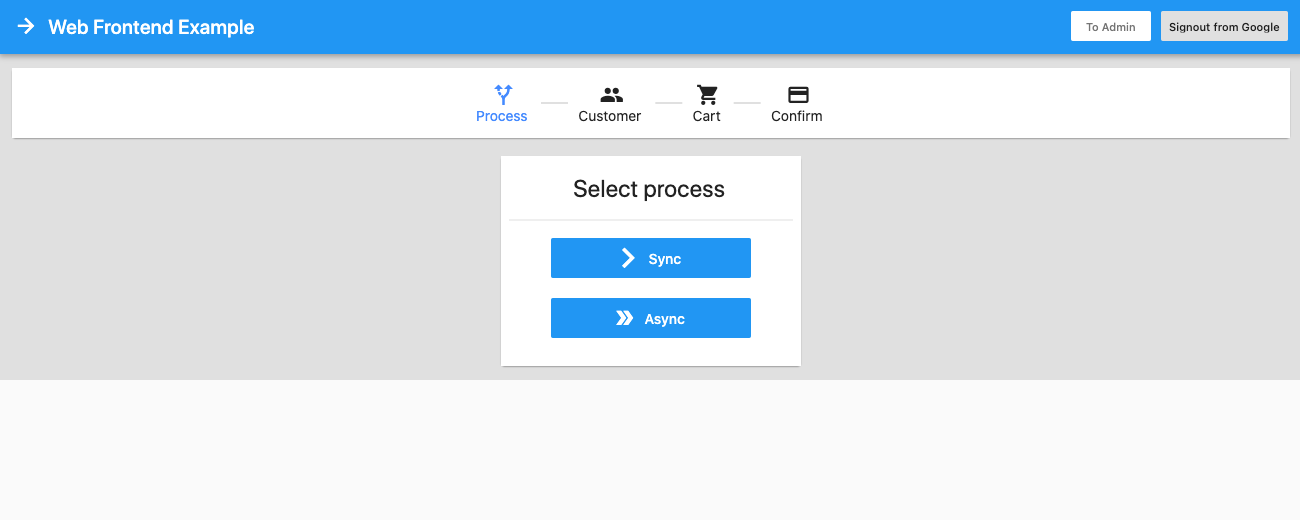 Web Frontend Example
To Admin
Signout from Google
Process
Customer
Cart
Confirm
Select process
Sync
Async